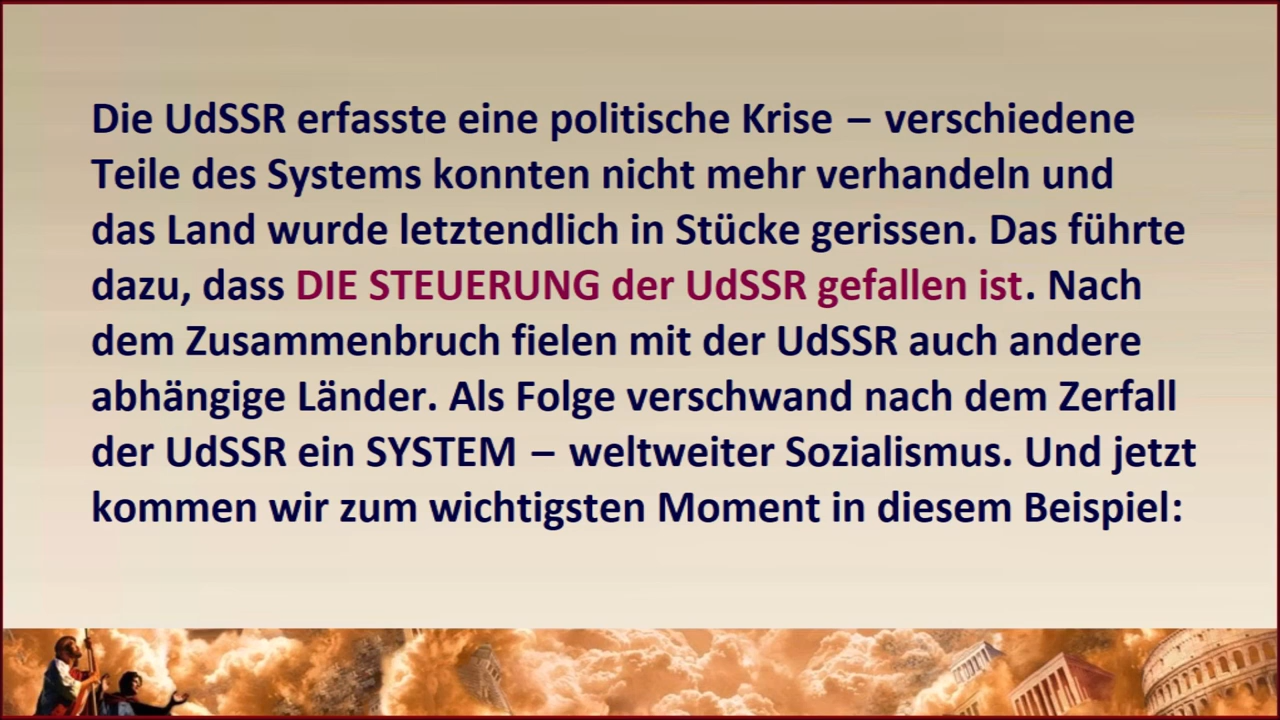 Die UdSSR erfasste eine politische Krise – verschiedene
Teile des Systems konnten nicht mehr verhandeln und
das Land wurde letztendlich in Stücke gerissen. Das führte
dazu, dass DIE STEUERUNG der UdSSR gefallen ist. Nach
dem Zusammenbruch fielen mit der UdSSR auch andere
abhängige Länder. Als Folge verschwand nach dem Zerfall
der UdSSR ein SYSTEM – weltweiter Sozialismus. Und jetzt
kommen wir zum wichtigsten Moment in diesem Beispiel: